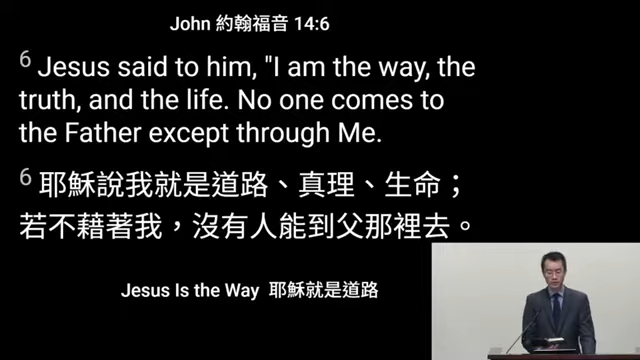 John 約翰福音 14:6
6 Jesus said to him, "I am the way, the
truth, and the life. No one comes to
the Father except through Me.
6 耶穌說我就是道路、真理、生命；
若不藉著我，沒有人能到父那裡去。
Jesus Is the Way 耶穌就是道路